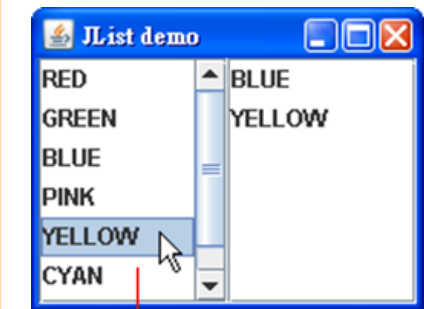 JList demo
RED
GREEN
BLUE
PINK
YELLOW
CYAN
BLUE
YELLOW